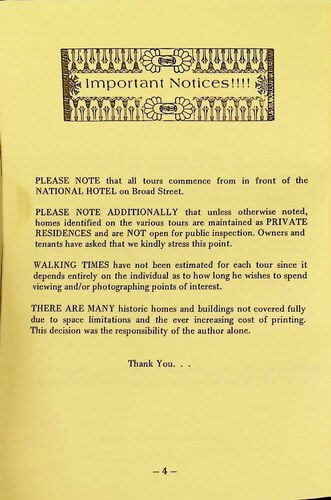 Important Notices!!!!
PLEASE NOTE that all tours commence from in front of the
NATIONAL HOTEL on Broad Street.
PLEASE NOTE ADDITIONALLY that unless otherwise noted,
homes identified on the various tours are maintained as PRIVATE
RESIDENCES and are NOT open for public inspection. Owners and
tenants have asked that we kindly stress this point.
WALKING TIMES have not been estimated for each tour since it
depends entirely on the individual as to how long he wishes to spend
viewing and/or photographing points of interest.
THERE ARE MANY historic homes and buildings not covered fully
due to space limitations and the ever increasing cost of printing.
This decision was the responsibility of the author alone.
Thank You. . .
– 4 –